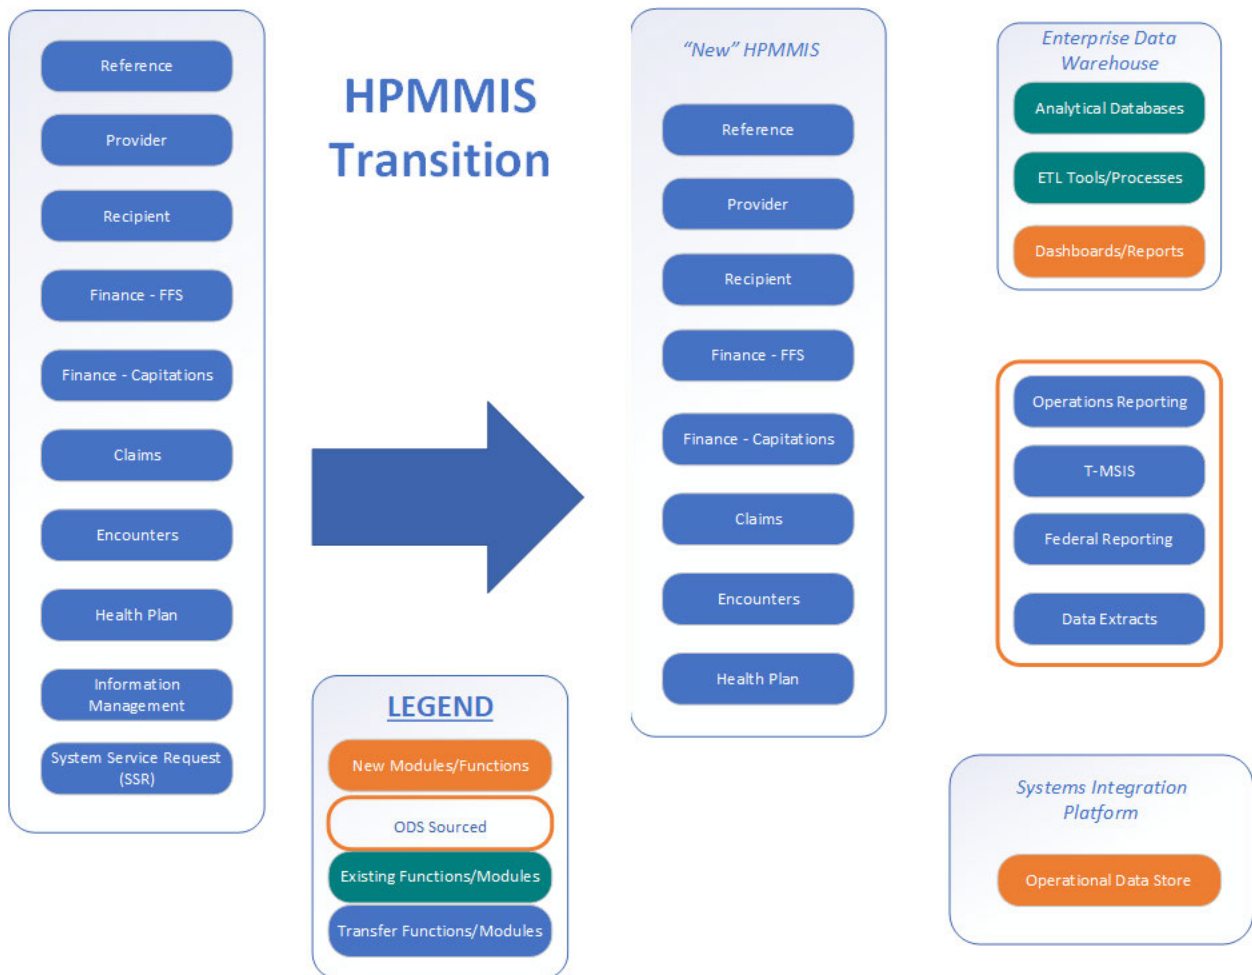 Reference
Provider
Recipient
Finance - FFS
Finance - Capitations
Claims
Encounters
Health Plan
Information
Management
System Service Request
(SSR)
HPMMIS
Transition
LEGEND
New Modules/Functions
ODS Sourced
Existing Functions/Modules
Transfer Functions/Modules
“New” HPMMIS
Reference
Provider
Recipient
Finance - FFS
Finance - Capitations
Claims
Encounters
Health Plan
Enterprise Data
Warehouse
Analytical Databases
ETL Tools/Processes
Dashboards/Reports
Operations Reporting
T-MSIS
Federal Reporting
Data Extracts
Systems Integration
Platform
Operational Data Store